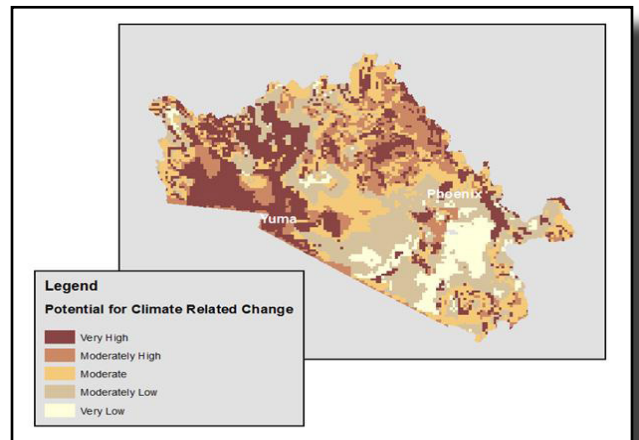 Phoenix
Yuma
Legend
Potential for Climate Related Change
Very High
Moderately High
Moderate
Moderately Low
Very Low